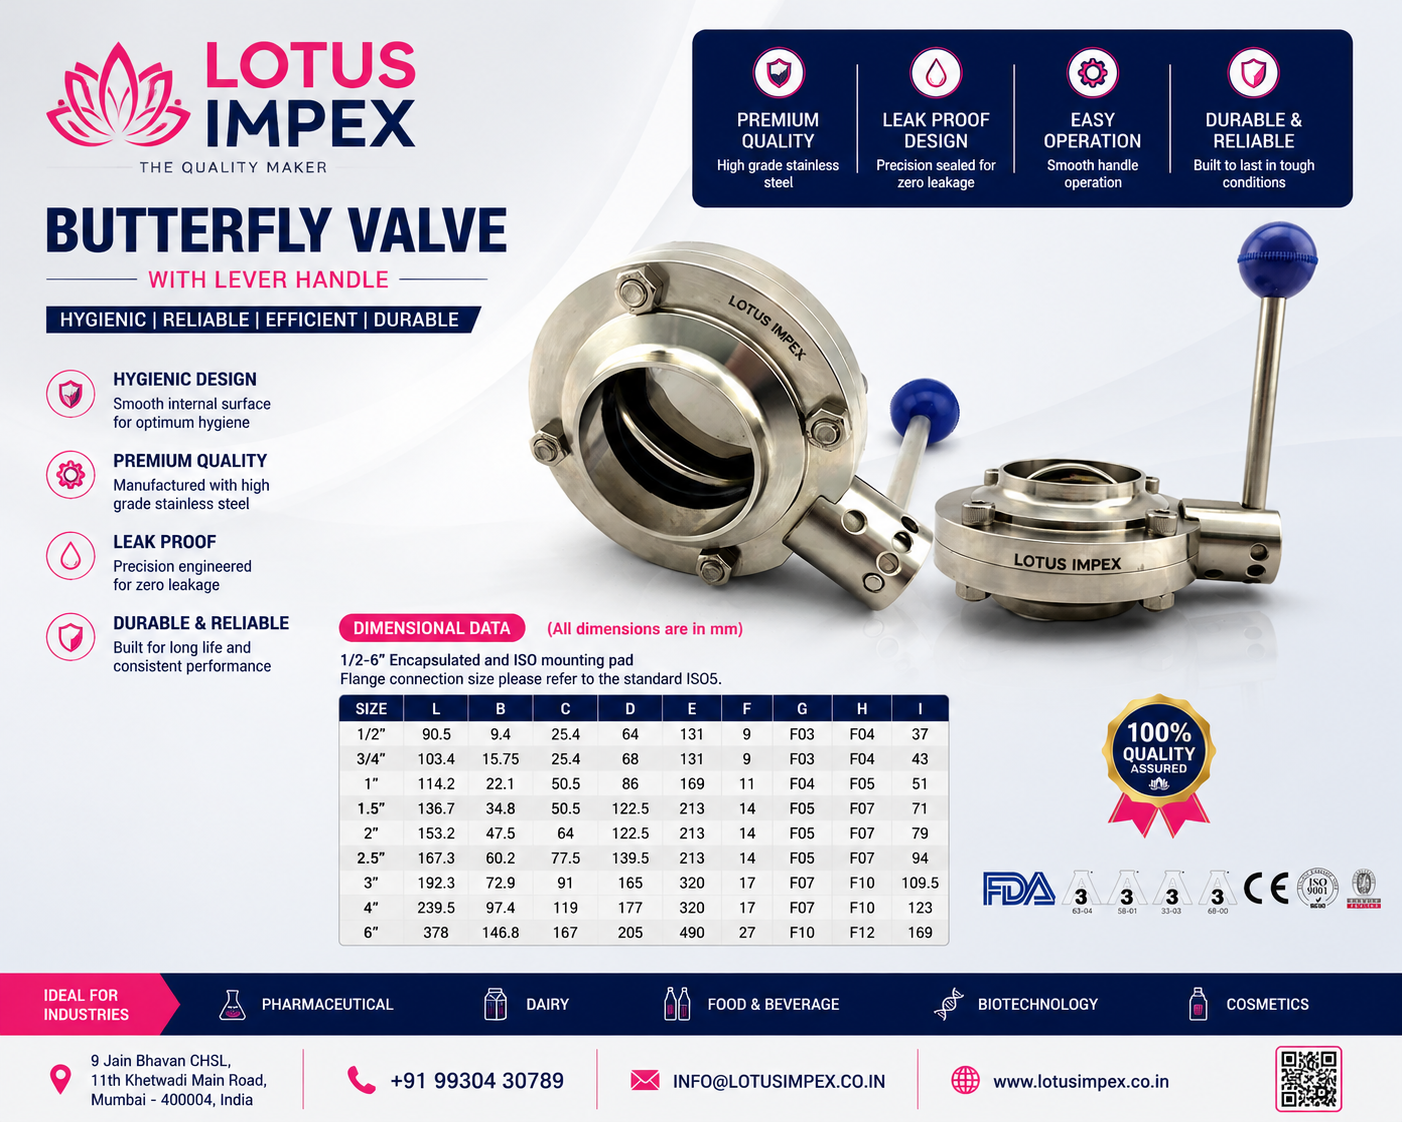 LOTUS
IMPEX
THE QUALITY MAKER
BUTTERFLY VALVE
WITH LEVER HANDLE
HYGIENIC | RELIABLE | EFFICIENT | DURABLE
HYGIENIC DESIGN
Smooth internal surface
for optimum hygiene
PREMIUM QUALITY
Manufactured with high
grade stainless steel
LEAK PROOF
Precision engineered
for zero leakage
DURABLE & RELIABLE
Built for long life and
consistent performance
PREMIUM
QUALITY
High grade stainless
steel
LEAK PROOF
DESIGN
Precision sealed for
zero leakage
EASY
OPERATION
Smooth handle
operation
DURABLE &
RELIABLE
Built to last in tough
conditions
LOTUS IMPEX
LOTUS IMPEX
DIMENSIONAL DATA (All dimensions are in mm)
1/2-6" Encapsulated and ISO mounting pad
Flange connection size please refer to the standard ISO5.
SIZE L B C D E F G H I
1/2" 90.5 9.4 25.4 64 131 9 F03 F04 37
3/4" 103.4 15.75 25.4 68 131 9 F03 F04 43
1" 114.2 22.1 50.5 86 169 11 F04 F05 51
1.5" 136.7 34.8 50.5 122.5 213 14 F05 F07 71
2" 153.2 47.5 64 122.5 213 14 F05 F07 79
2.5" 167.3 60.2 77.5 139.5 213 14 F05 F07 94
3" 192.3 72.9 91 165 320 17 F07 F10 109.5
4" 239.5 97.4 119 177 320 17 F07 F10 123
6" 378 146.8 167 205 490 27 F10 F12 169
100%
QUALITY
ASSURED
FDA 3 3 3 3 CE ISO 9001
63-04 58-01 33-03 68-00
IDEAL FOR
INDUSTRIES
PHARMACEUTICAL
DAIRY
FOOD & BEVERAGE
BIOTECHNOLOGY
COSMETICS
9 Jain Bhavan CHSL,
11th Khetwadi Main Road,
Mumbai - 400004, India
+91 99304 30789
INFO@LOTUSIMPEX.CO.IN
www.lotusimpex.co.in